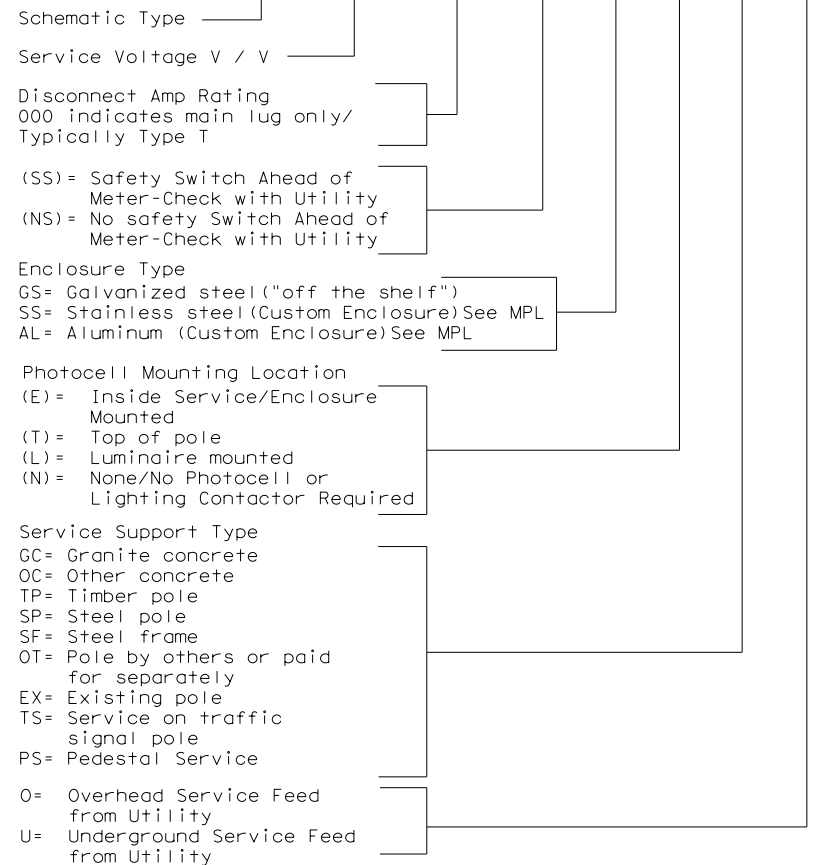 Schematic Type
Service Voltage V / V
Disconnect Amp Rating
000 indicates main lug only/
Typically Type T
(SS)= Safety Switch Ahead of
Meter-Check with Utility
(NS)= No safety Switch Ahead of
Meter-Check with Utility
Enclosure Type
GS= Galvanized steel("off the shelf")
SS= Stainless steel(Custom Enclosure)See MPL
AL= Aluminum (Custom Enclosure)See MPL
Photocell Mounting Location
(E)= Inside Service/Enclosure
Mounted
(T)= Top of pole
(L)= Luminaire mounted
(N)= None/No Photocell or
Lighting Contactor Required
Service Support Type
GC= Granite concrete
OC= Other concrete
TP= Timber pole
SP= Steel pole
SF= Steel frame
OT= Pole by others or paid
for separately
EX= Existing pole
TS= Service on traffic
signal pole
PS= Pedestal Service
O= Overhead Service Feed
from Utility
U= Underground Service Feed
from Utility